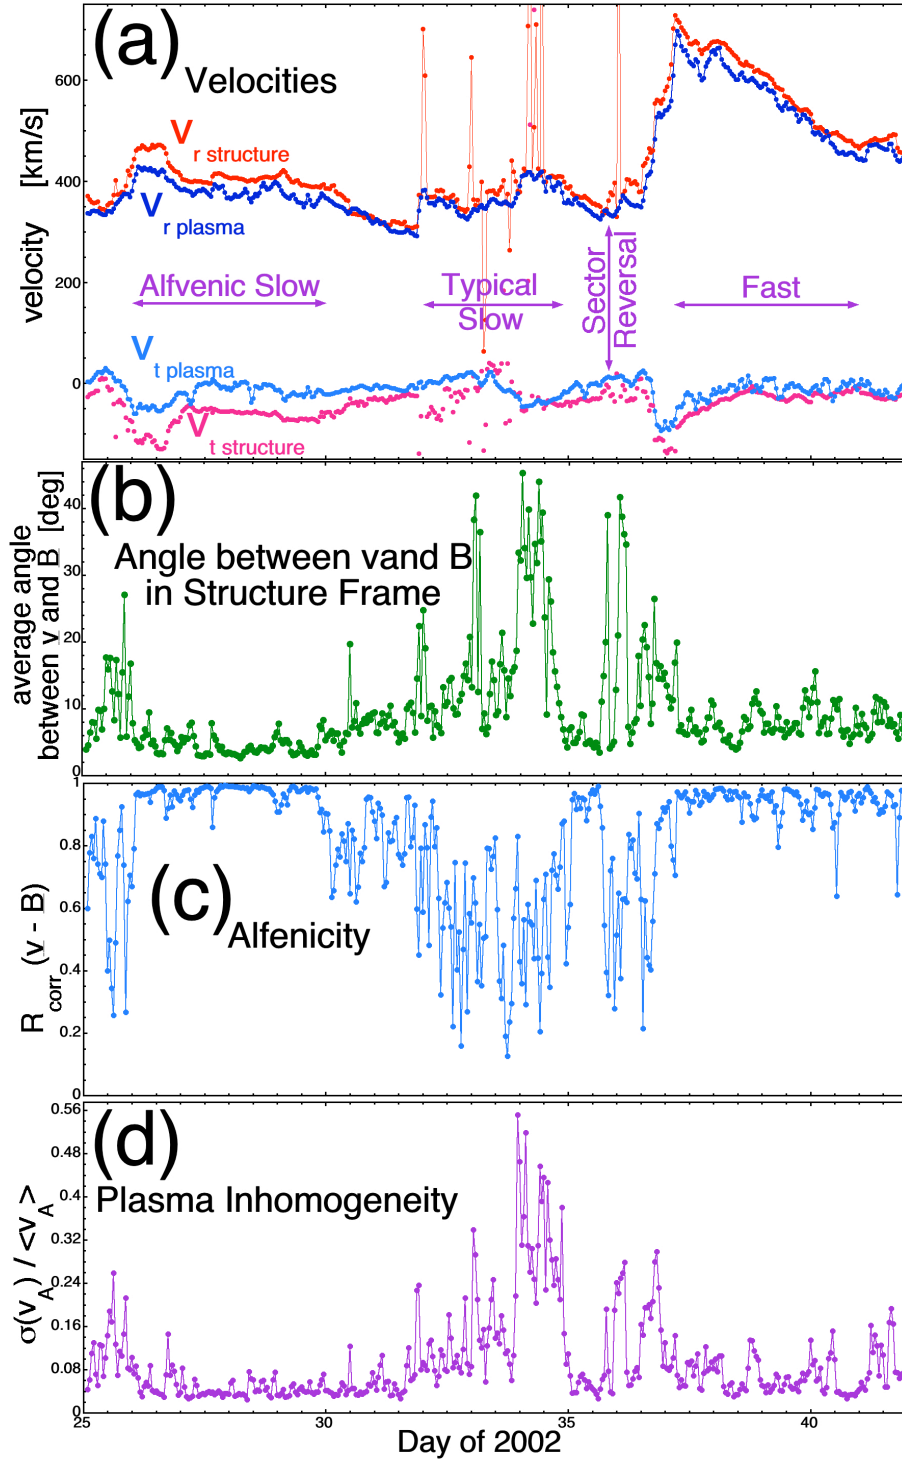 (a)
Velocities
velocity [km/s]
600
400
200
0
V r structure
V r plasma
Alfvenic Slow
Typical
Slow
Sector
Reversal
Fast
V t plasma
V t structure
(b)
Angle between vand B
in Structure Frame
average angle
between v and B [deg]
40
30
20
10
0
(c)
Alfenicity
R corr (v - B)
1
0.8
0.6
0.4
0.2
0
(d)
Plasma Inhomogeneity
σ(v A) / <v A>
0.56
0.48
0.4
0.32
0.24
0.16
0.08
0
25
30
35
40
Day of 2002